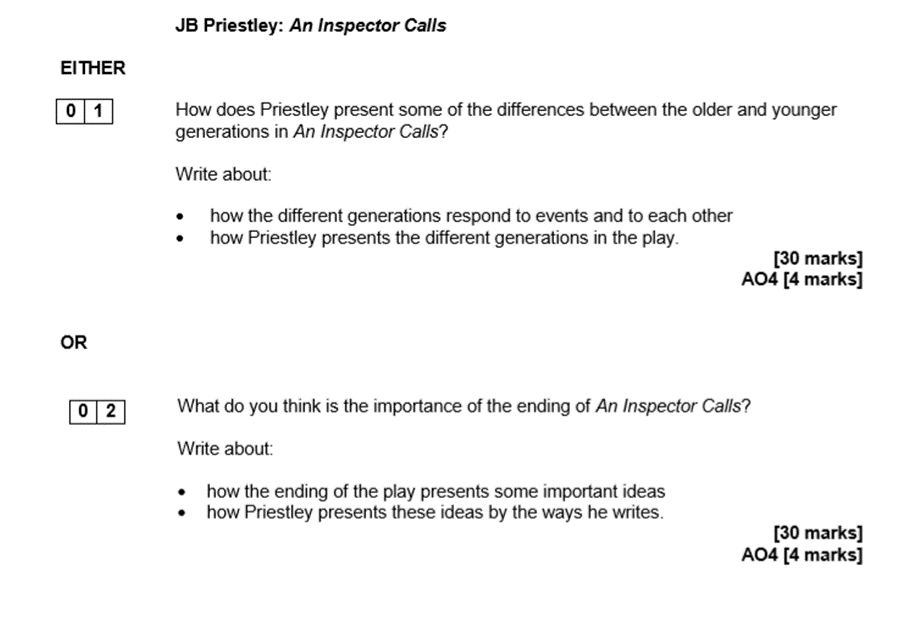 JB Priestley: An Inspector Calls
EITHER
0 1 How does Priestley present some of the differences between the older and younger
generations in An Inspector Calls?
Write about:
• how the different generations respond to events and to each other
• how Priestley presents the different generations in the play.
[30 marks]
AO4 [4 marks]
OR
0 2 What do you think is the importance of the ending of An Inspector Calls?
Write about:
• how the ending of the play presents some important ideas
• how Priestley presents these ideas by the ways he writes.
[30 marks]
AO4 [4 marks]